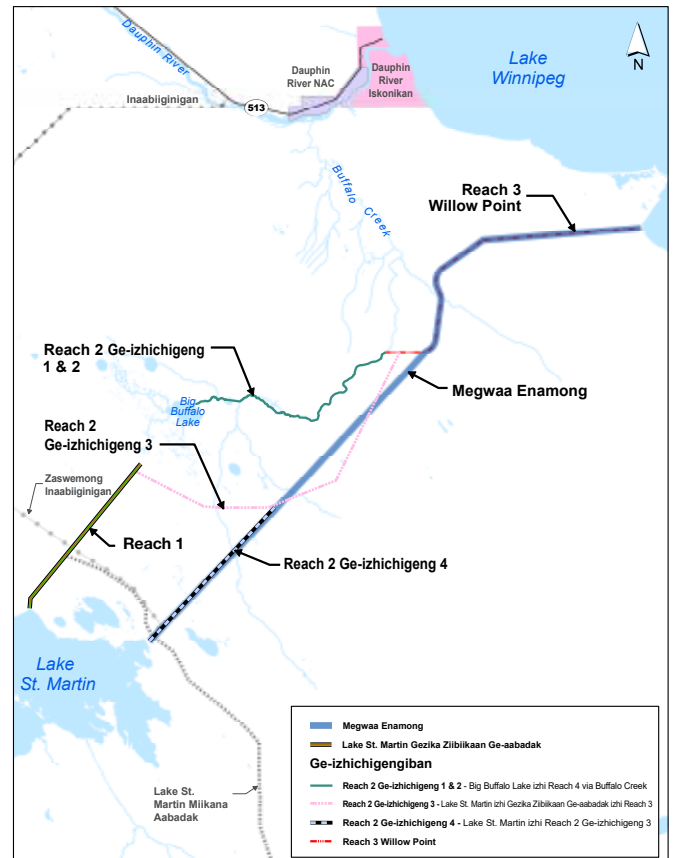 Dauphin River
Lake
Winnipeg
N
Dauphin
River NAC
Dauphin
River
Iskonikan
Inaabiiginigan
513
Buffalo Creek
Reach 3
Willow Point
Reach 2 Ge-izhichigeng
1 & 2
Megwaa Enamong
Big
Buffalo
Lake
Reach 2
Ge-izhichigeng 3
Zaswemong
Inaabiiginigan
Reach 1
Reach 2 Ge-izhichigeng 4
Lake
St. Martin
Lake St.
Martin Miikana
Aabadak
Megwaa Enamong
Lake St. Martin Gezika Ziibiikaan Ge-aabadak
Ge-izhichigengiban
Reach 2 Ge-izhichigeng 1 & 2 - Big Buffalo Lake izhi Reach 4 via Buffalo Creek
Reach 2 Ge-izhichigeng 3 - Lake St. Martin izhi Gezika Ziibiikaan Ge-aabadak izhi Reach 3
Reach 2 Ge-izhichigeng 4 - Lake St. Martin izhi Reach 2 Ge-izhichigeng 3
Reach 3 Willow Point